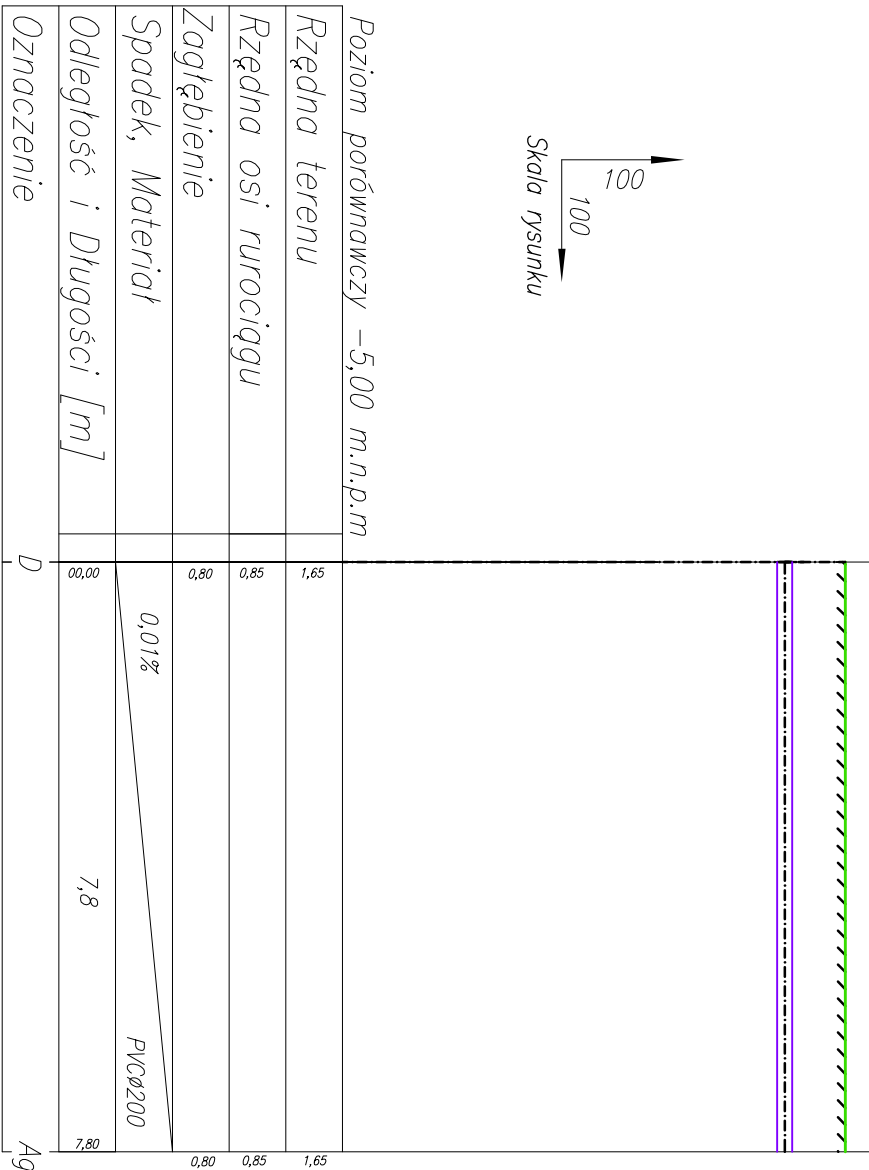 100
100
Skala rysunku
Poziom porównawczy -5,00 m.n.p.m
Rzędna terenu 1,65 1,65
Rzędna osi rurociągu 0,85 0,85
Zagłębienie 0,80 0,80
Spadek, Materiał 0,01% PVCø200
Odległość i Długości [m] 00,00 7,8 7,80
Oznaczenie D Ag